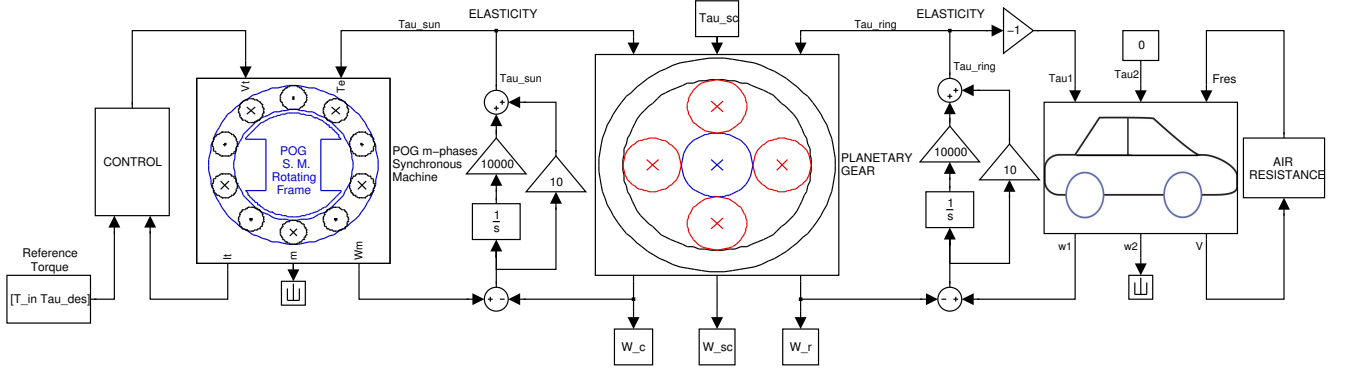 ELASTICITY
Tau_sun
Tau_sc
Tau_ring
ELASTICITY
-1
0
Tau1
Tau2
Fres
Vt
Te
Tau_sun
+
+
Tau_ring
+
+
CONTROL
POG
S. M.
Rotating
Frame
POG m-phases
Synchronous
Machine
10000
10
PLANETARY
GEAR
10000
10
AIR
RESISTANCE
1
s
1
s
It
m
Wm
w1
w2
V
Reference
Torque
[T_in Tau_des]
+
-
-
+
W_c
W_sc
W_r